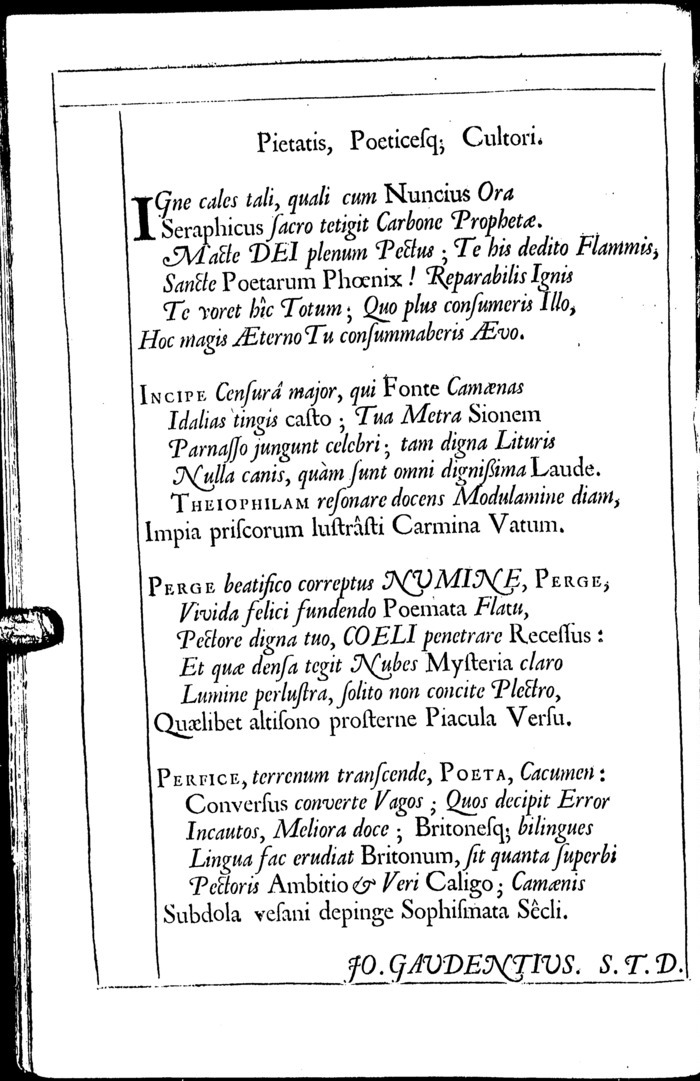 Pietatis, Poeticesq; Cultori.
IGne cales tali, quali cum Nuncius Ora
Seraphicus ſacro tetigit Carbone Prophetæ.
Macte DEI plenum Pectus ; Te his dedito Flammis,
Sancte Poetarum Phœnix ! Reparabilis Ignis
Te voret hîc Totum ; Quo plus conſumeris Illo,
Hoc magis Æterno Tu conſummaberis Ævo.
INCIPE Cenſurâ major, qui Fonte Camænas
Idalias tingis caſto ; Tua Metra Sionem
Parnaſſo jungunt celebri ; tam digna Lituris
Nulla canis, quàm ſunt omni digniſſima Laude.
THEIOPHILAM reſonare docens Modulamine diam,
Impia priſcorum luſtrâſti Carmina Vatum.
PERGE beatifico correptus NUMINE, PERGE,
Vivida felici fundendo Poemata Flatu,
Pectore digna tuo, COELI penetrare Receſſus :
Et quæ denſa tegit Nubes Myſteria claro
Lumine perluſtra, ſolito non concite Plectro,
Quælibet altiſono proſterne Piacula Verſu.
PERFICE, terrenum tranſcende, POETA, Cacumen :
Converſus converte Vagos ; Quos decipit Error
Incautos, Meliora doce ; Britoneſq; bilingues
Lingua fac erudiat Britonum, ſit quanta ſuperbi
Pectoris Ambitio & Veri Caligo ; Camænis
Subdola veſani depinge Sophiſmata Sêcli.
JO. GAUDENTIUS. S. T. D.